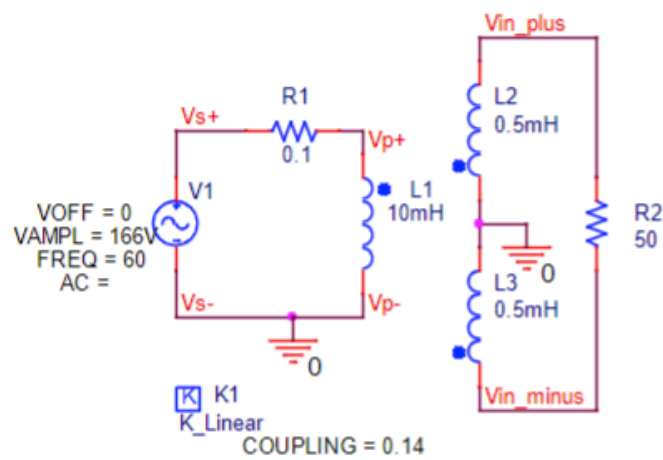 Vin_plus
R1
L2
0.5mH
Vs+
Vp+
0.1
V1
L1
10mH
VOFF = 0
VAMPL = 166V
FREQ = 60
AC =
R2
50
0
L3
0.5mH
Vs-
Vp-
0
Vin_minus
K K1
K_Linear
COUPLING = 0.14